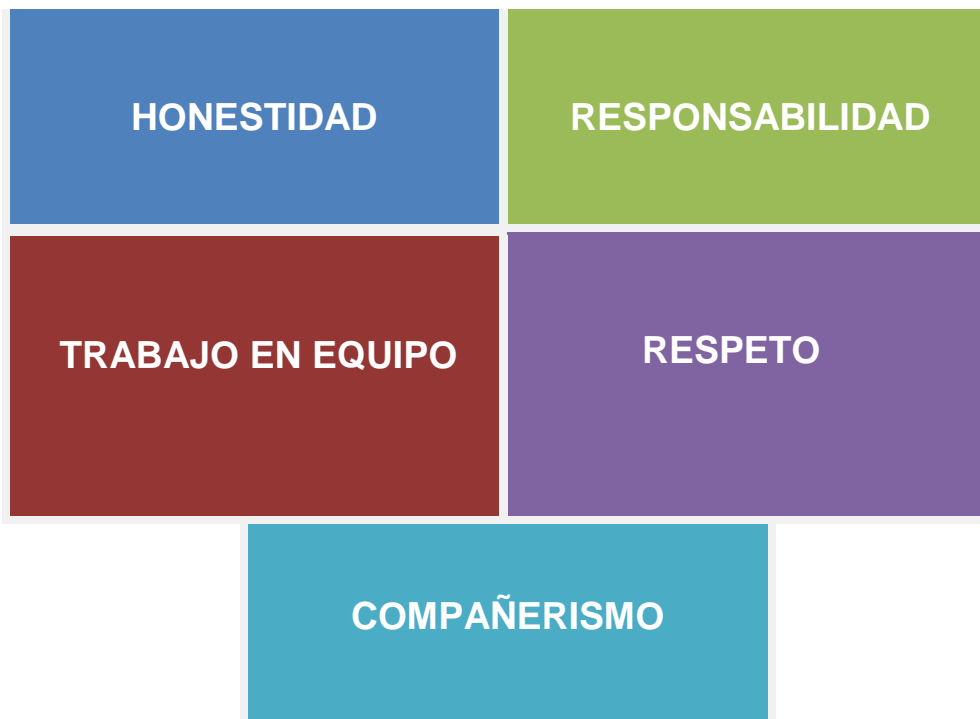 HONESTIDAD
RESPONSABILIDAD
TRABAJO EN EQUIPO
RESPETO
COMPAÑERISMO